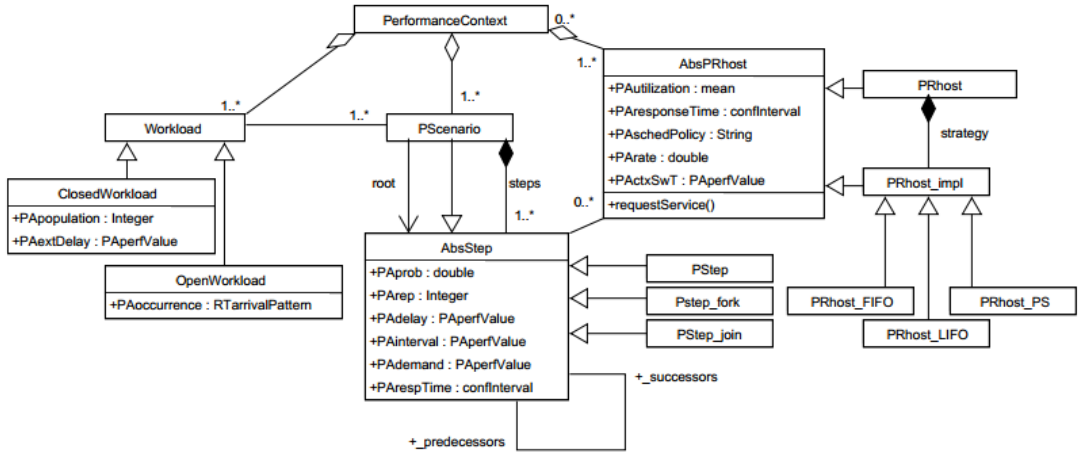 PerformanceContext
0..*
1..*
1..*
1..*
AbsPRhost
+PAutilization : mean
+PAresponseTime : confInterval
+PAschedPolicy : String
+PArate : double
+PActxSwT : PAperfValue
+requestService()
PRhost
strategy
PRhost_impl
PRhost_FIFO
PRhost_LIFO
PRhost_PS
Workload
1..*
PScenario
ClosedWorkload
+PApopulation : Integer
+PAextDelay : PAperfValue
OpenWorkload
+PAoccurrence : RTarrivalPattern
root
steps
1..*
0..*
AbsStep
+PAprob : double
+PArep : Integer
+PAdelay : PAperfValue
+PAinterval : PAperfValue
+PAdemand : PAperfValue
+PArespTime : confInterval
PStep
Pstep_fork
PStep_join
+_successors
+_predecessors